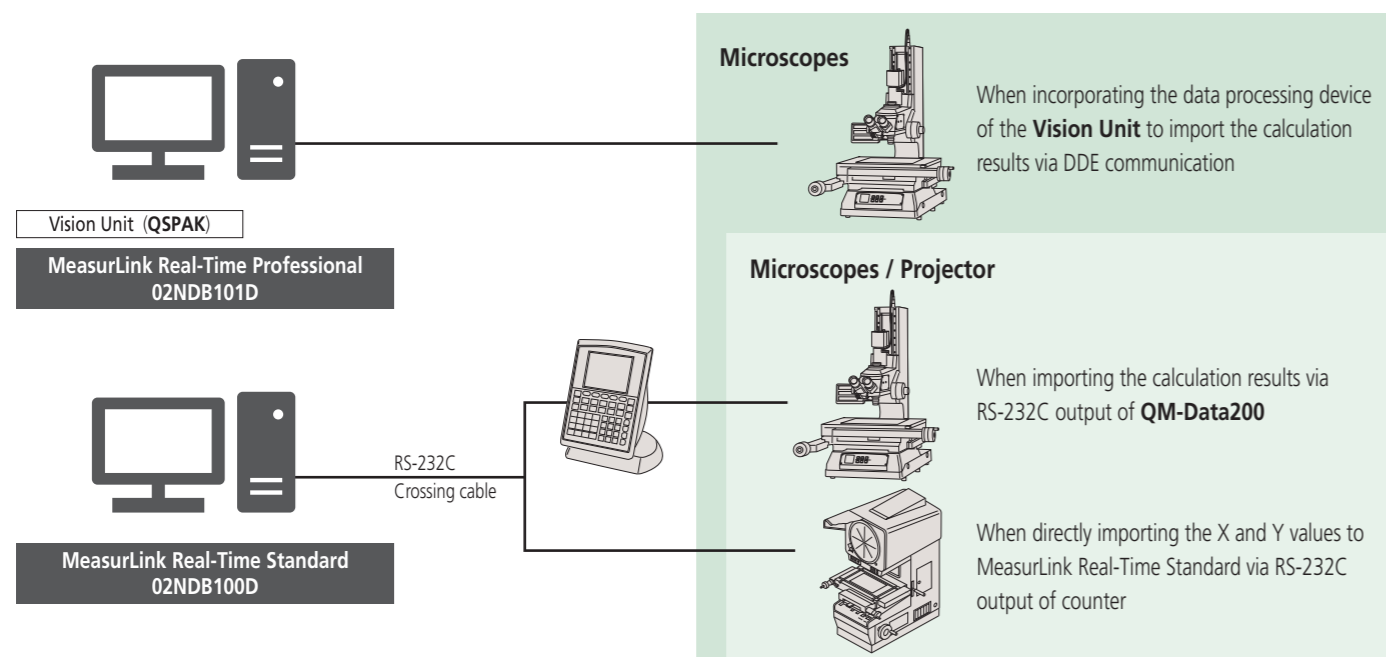 Microscopes
When incorporating the data processing device
of the Vision Unit to import the calculation
results via DDE communication
Vision Unit (QSPAK)
MeasurLink Real-Time Professional
02NDB101D
Microscopes / Projector
When importing the calculation results via
RS-232C output of QM-Data200
RS-232C
Crossing cable
When directly importing the X and Y values to
MeasurLink Real-Time Standard via RS-232C
output of counter
MeasurLink Real-Time Standard
02NDB100D